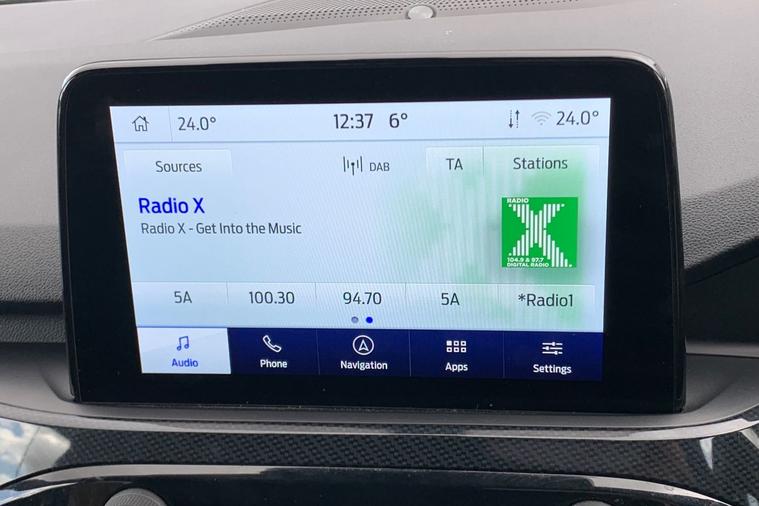 24.0° 12:37 6° 24.0°
Sources DAB TA Stations
Radio X
Radio X - Get Into the Music
RADIO
X
104.9 & 97.7
DIGITAL RADIO
5A 100.30 94.70 5A *Radio1
Audio Phone Navigation Apps Settings